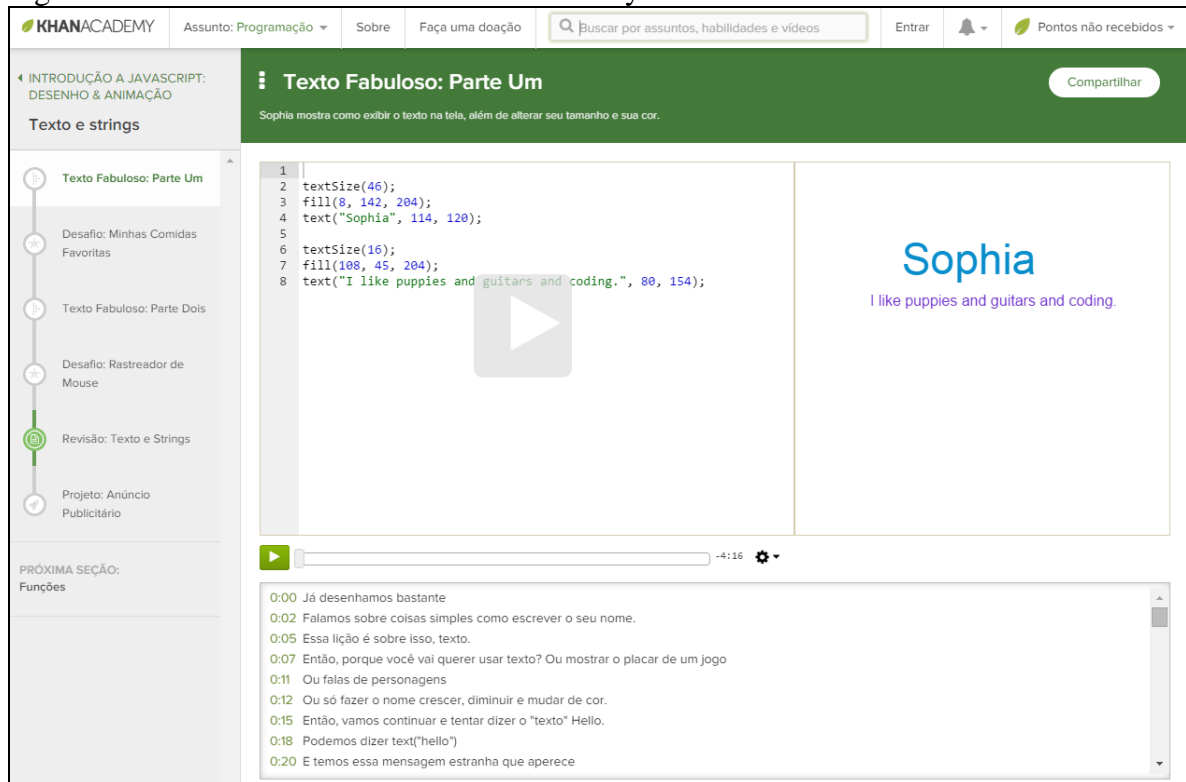 KHANACADEMY Assunto: Programação Sobre Faça uma doação Buscar por assuntos, habilidades e vídeos Entrar Pontos não recebidos
INTRODUÇÃO A JAVASCRIPT:
DESENHO & ANIMAÇÃO
Texto e strings
Texto Fabuloso: Parte Um
Desafio: Minhas Comidas
Favoritas
Texto Fabuloso: Parte Dois
Desafio: Rastreador de
Mouse
Revisão: Texto e Strings
Projeto: Anúncio
Publicitário
PRÓXIMA SEÇÃO:
Funções
Texto Fabuloso: Parte Um
Compartilhar
Sophia mostra como exibir o texto na tela, além de alterar seu tamanho e sua cor.
1
2 textSize(46);
3 fill(8, 142, 204);
4 text("Sophia", 114, 120);
5
6 textSize(16);
7 fill(108, 45, 204);
8 text("I like puppies and guitars and coding.", 80, 154);
Sophia
I like puppies and guitars and coding.
-4:16
0:00 Já desenhamos bastante
0:02 Falamos sobre coisas simples como escrever o seu nome.
0:05 Essa lição é sobre isso, texto.
0:07 Então, porque você vai querer usar texto? Ou mostrar o placar de um jogo
0:11 Ou falas de personagens
0:12 Ou só fazer o nome crescer, diminuir e mudar de cor.
0:15 Então, vamos continuar e tentar dizer o "texto" Hello.
0:18 Podemos dizer text("hello")
0:20 E temos essa mensagem estranha que aparece